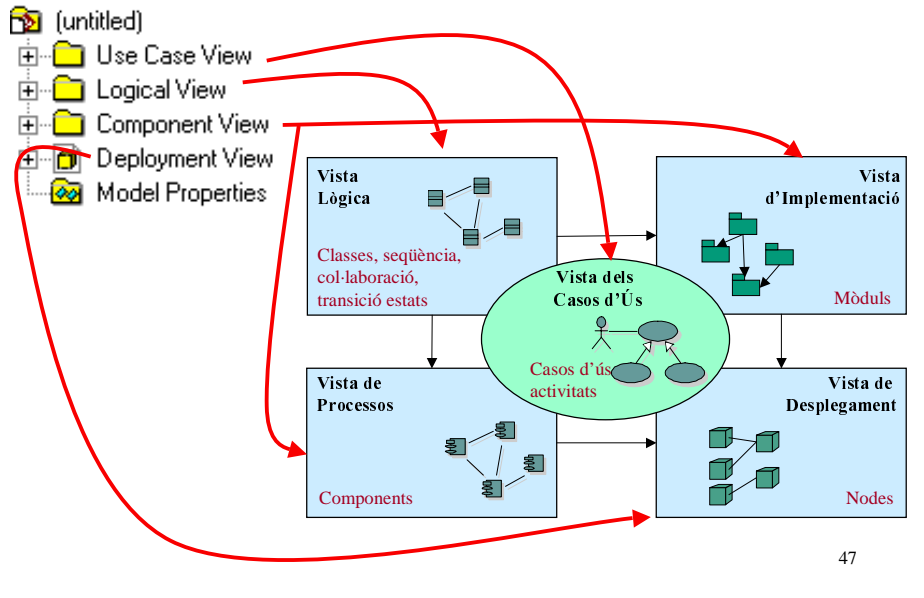 (untitled)
Use Case View
Logical View
Component View
Deployment View
Model Properties
Vista
Lògica
Classes, seqüència,
col·laboració,
transició estats
Vista
d’Implementació
Mòduls
Vista dels
Casos d’Ús
Casos d’ús
activitats
Vista de
Processos
Components
Vista de
Desplegament
Nodes
47